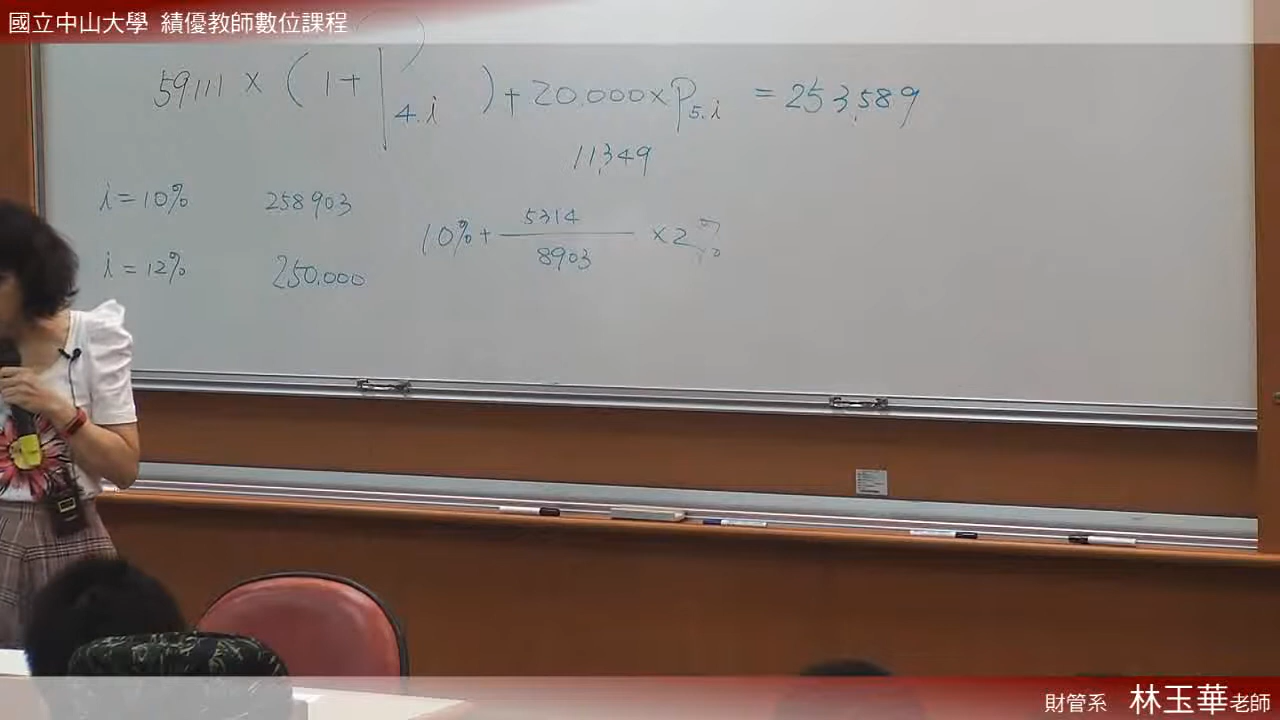 國立中山大學 績優教師數位課程
59111 × ( 1 + P4.i ) + 20.000 × P5.i = 253,589
11,349
i = 10% 258903
10% + 5314/8903 × 2%
i = 12% 250.000
財管系 林玉華老師